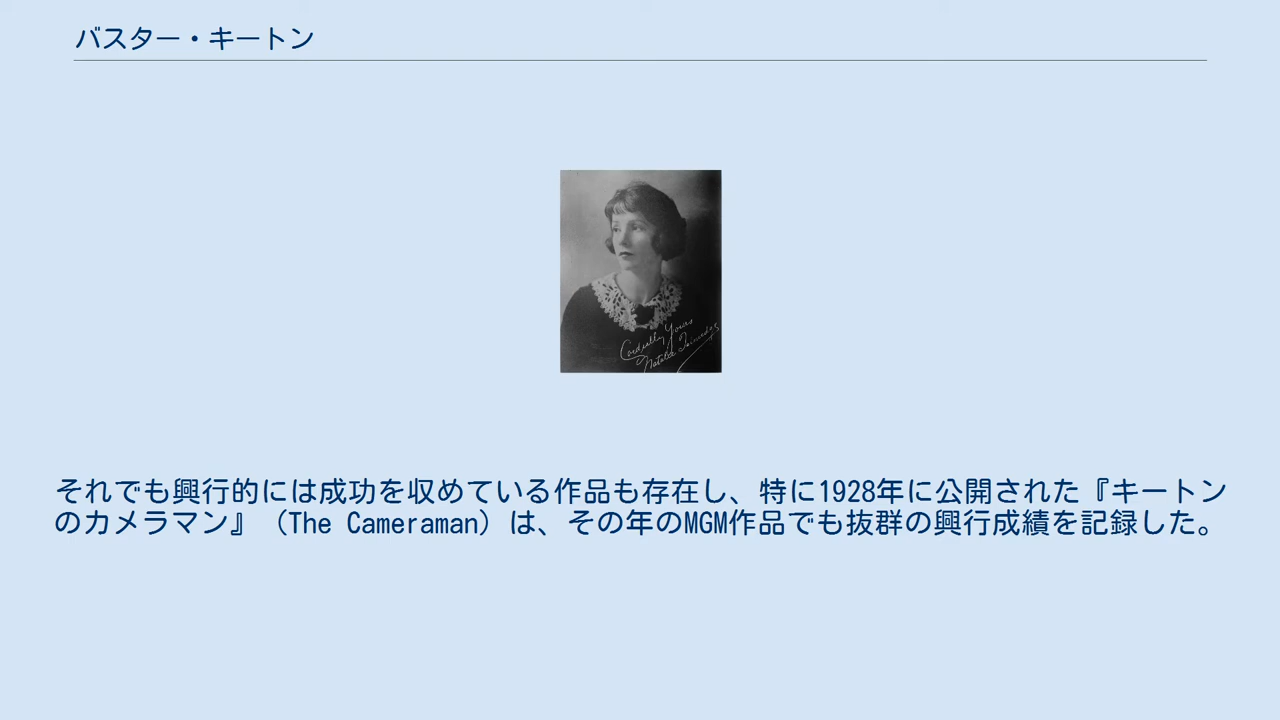 バスター・キートン
Cordially Yours
Natalie
それでも興行的には成功を収めている作品も存在し、特に1928年に公開された『キートン
のカメラマン』（The Cameraman）は、その年のMGM作品でも抜群の興行成績を記録した。